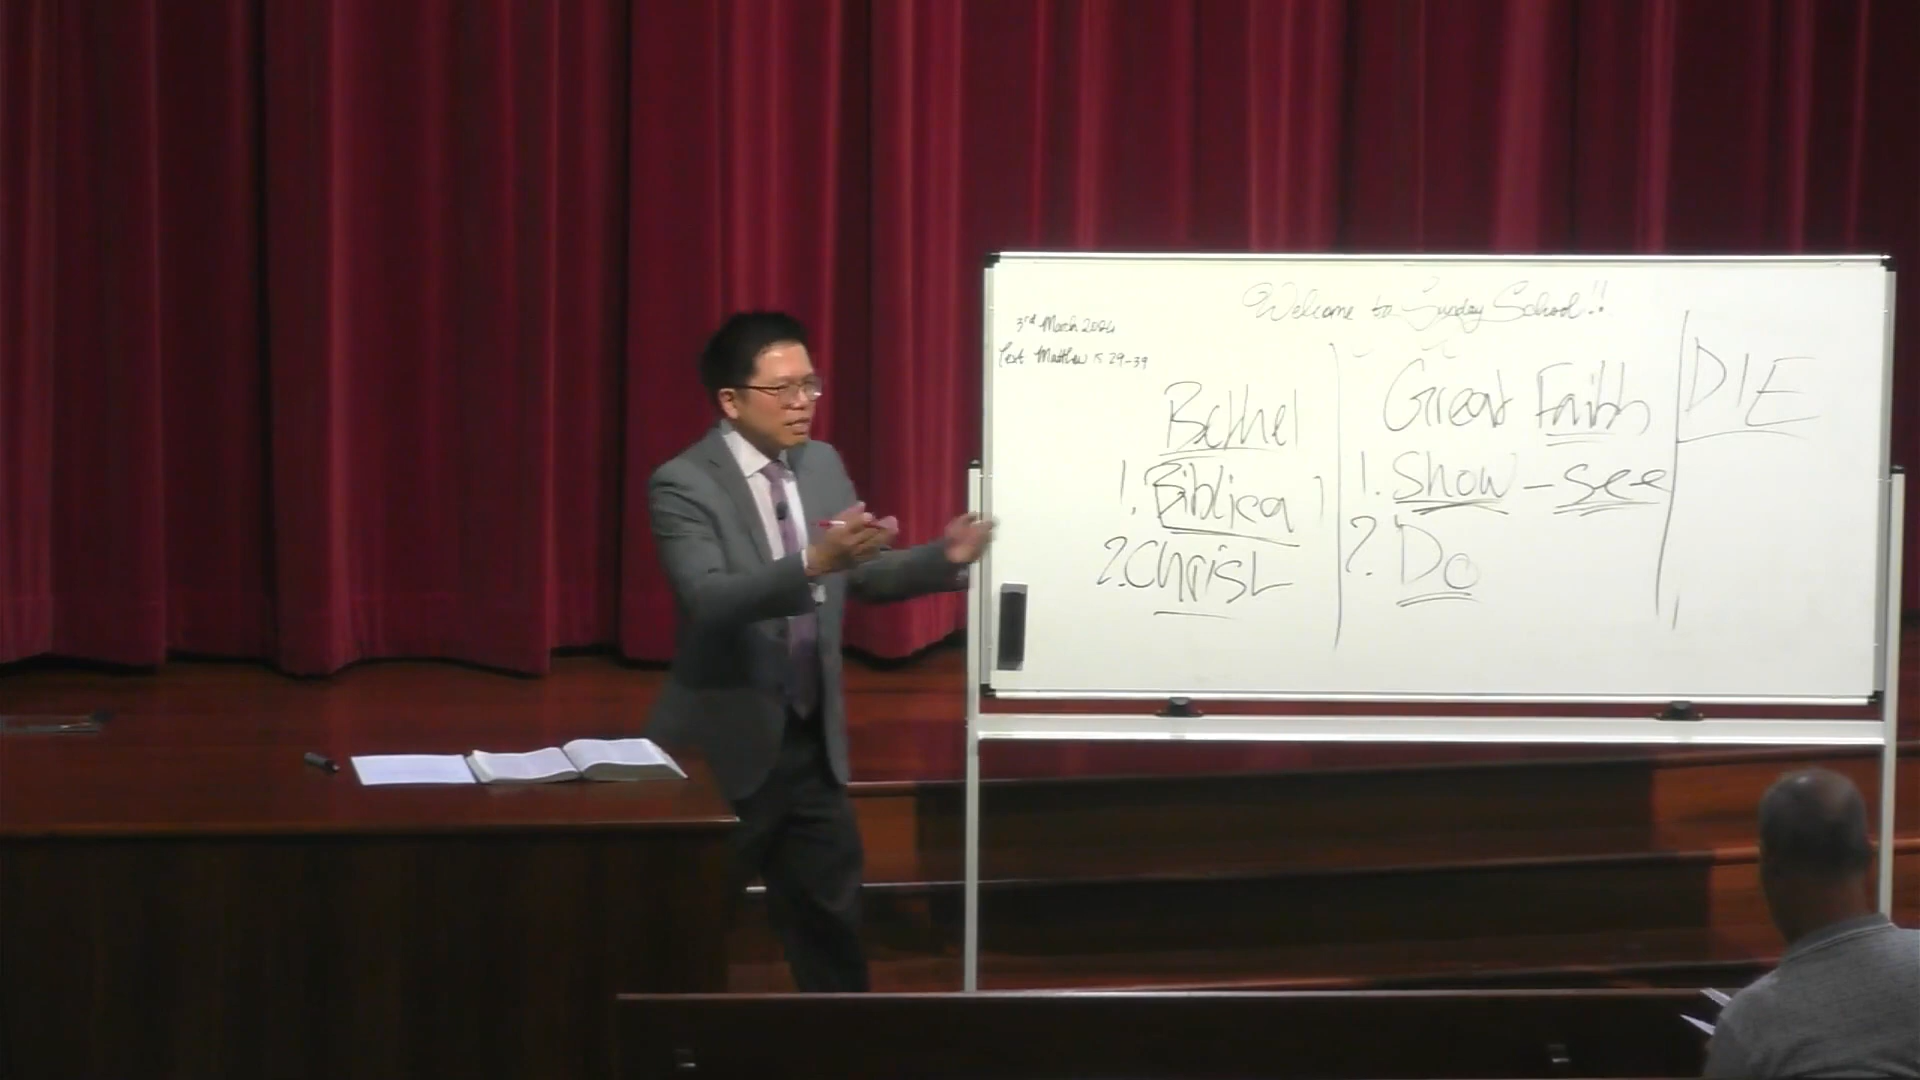 Welcome to Sunday School!!
3rd March 2024
Text Matthew 15 29-39
Bethel
1. Biblical
2. Christ
Great Faith
1. Show - see
2. Do
DIE